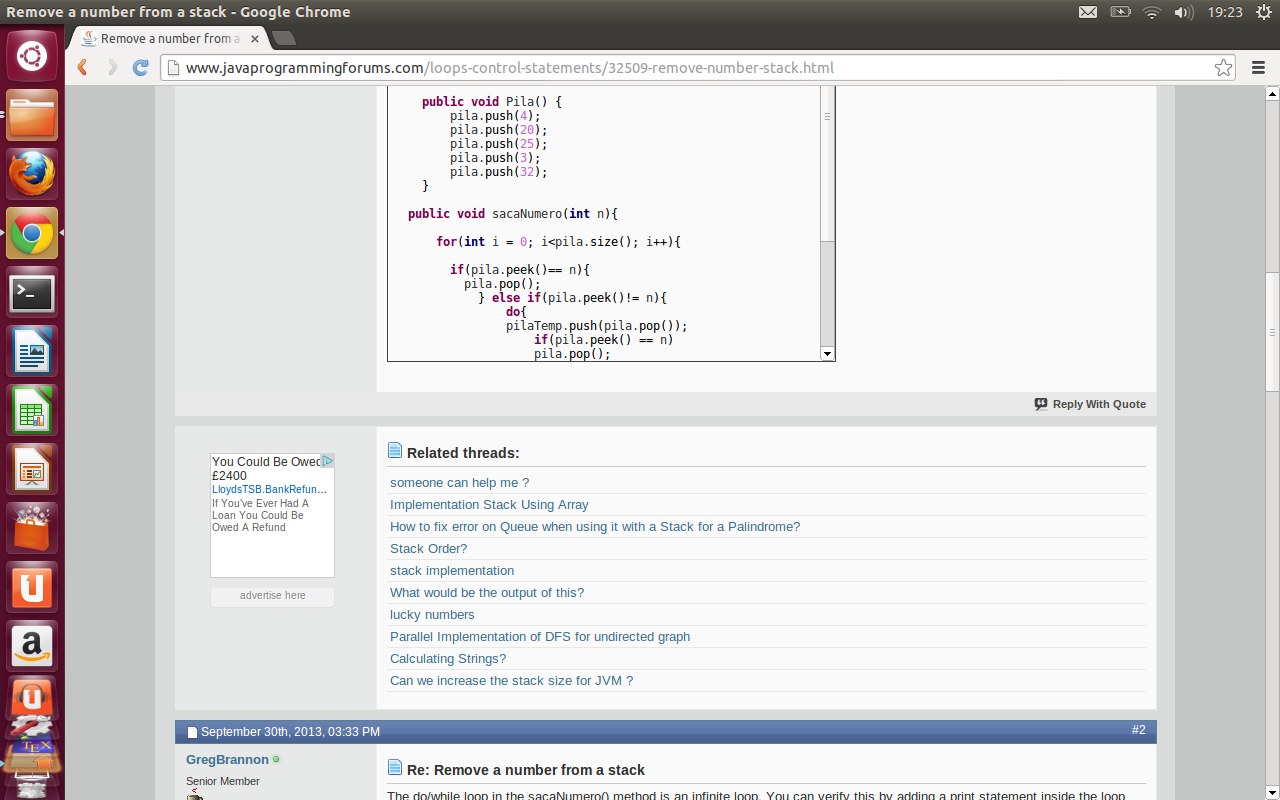 Remove a number from a stack - Google Chrome
19:23
Remove a number from a
www.javaprogrammingforums.com/loops-control-statements/32509-remove-number-stack.html
public void Pila() {
pila.push(4);
pila.push(20);
pila.push(25);
pila.push(3);
pila.push(32);
}
public void sacaNumero(int n){
for(int i = 0; i<pila.size(); i++){
if(pila.peek()== n){
pila.pop();
} else if(pila.peek()!= n){
do{
pilaTemp.push(pila.pop());
if(pila.peek() == n)
pila.pop();
Reply With Quote
You Could Be Owed
£2400
LloydsTSB.BankRefun...
If You've Ever Had A
Loan You Could Be
Owed A Refund
advertise here
Related threads:
someone can help me ?
Implementation Stack Using Array
How to fix error on Queue when using it with a Stack for a Palindrome?
Stack Order?
stack implementation
What would be the output of this?
lucky numbers
Parallel Implementation of DFS for undirected graph
Calculating Strings?
Can we increase the stack size for JVM ?
September 30th, 2013, 03:33 PM
#2
GregBrannon
Senior Member
Re: Remove a number from a stack
The do/while loop in the sacaNumero() method is an infinite loop. You can verify this by adding a print statement inside the loop